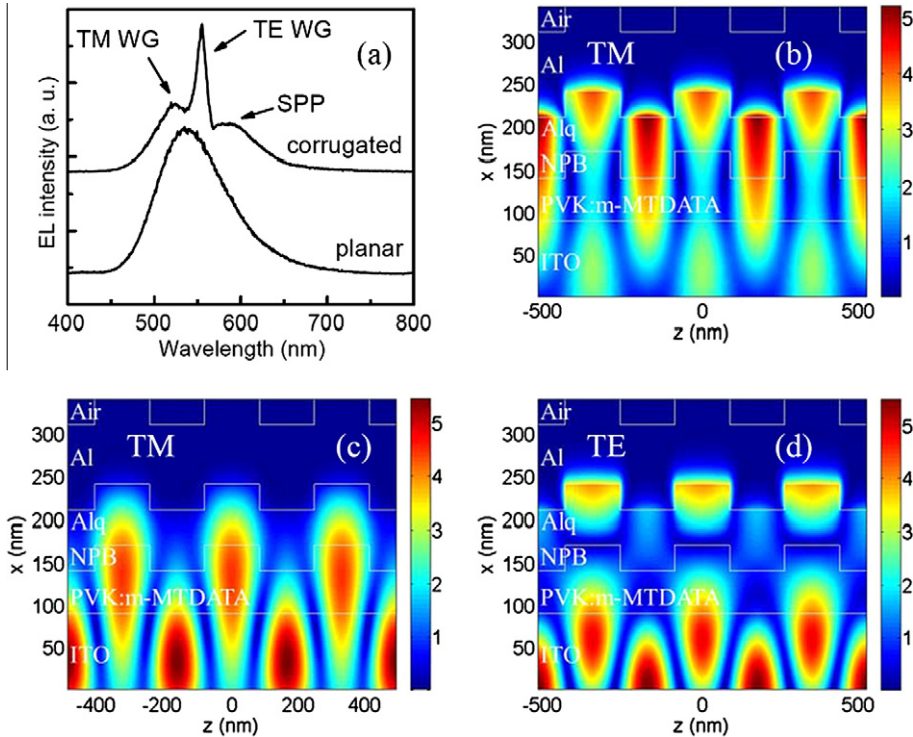 (a)
TM WG
TE WG
SPP
corrugated
planar
EL intensity (a. u.)
400 500 600 700 800
Wavelength (nm)
(b)
TM
Air
Al
Alq
NPB
PVK:m-MTDATA
ITO
x (nm)
300
250
200
150
100
50
-500 0 500
z (nm)
5
4
3
2
1
(c)
TM
Air
Al
Alq
NPB
PVK:m-MTDATA
ITO
x (nm)
300
250
200
150
100
50
-400 -200 0 200 400
z (nm)
5
4
3
2
1
(d)
TE
Air
Al
Alq
NPB
PVK:m-MTDATA
ITO
x (nm)
300
250
200
150
100
50
-500 0 500
z (nm)
5
4
3
2
1